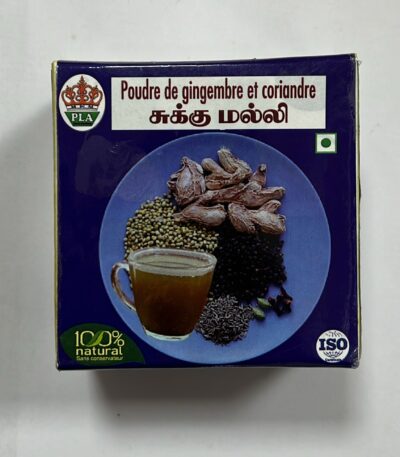 PLA
Poudre de gingembre et coriandre
சுக்கு மல்லி
100%
natural
Sans conservateur
ISO